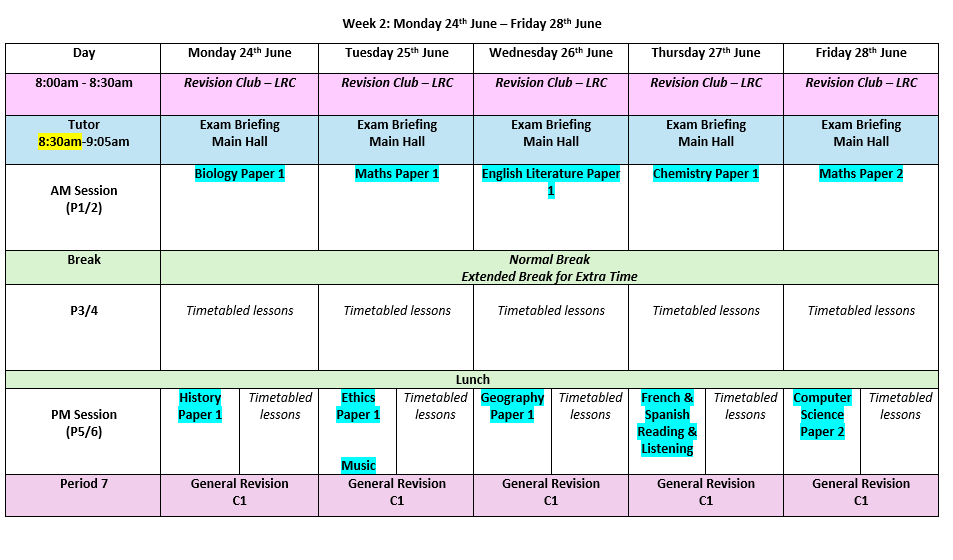 Week 2: Monday 24th June – Friday 28th June
Day Monday 24th June Tuesday 25th June Wednesday 26th June Thursday 27th June Friday 28th June
8:00am - 8:30am Revision Club – LRC Revision Club – LRC Revision Club – LRC Revision Club – LRC Revision Club – LRC
Tutor Exam Briefing Exam Briefing Exam Briefing Exam Briefing Exam Briefing
8:30am-9:05am Main Hall Main Hall Main Hall Main Hall Main Hall
Biology Paper 1 Maths Paper 1 English Literature Paper Chemistry Paper 1 Maths Paper 2
AM Session 1
(P1/2)
Break Normal Break
Extended Break for Extra Time
P3/4 Timetabled lessons Timetabled lessons Timetabled lessons Timetabled lessons Timetabled lessons
Lunch
History Timetabled Ethics Timetabled Geography Timetabled French & Timetabled Computer Timetabled
PM Session Paper 1 lessons Paper 1 lessons Paper 1 lessons Spanish lessons Science lessons
(P5/6) Reading & Paper 2
Listening
Music
Period 7 General Revision General Revision General Revision General Revision General Revision
C1 C1 C1 C1 C1